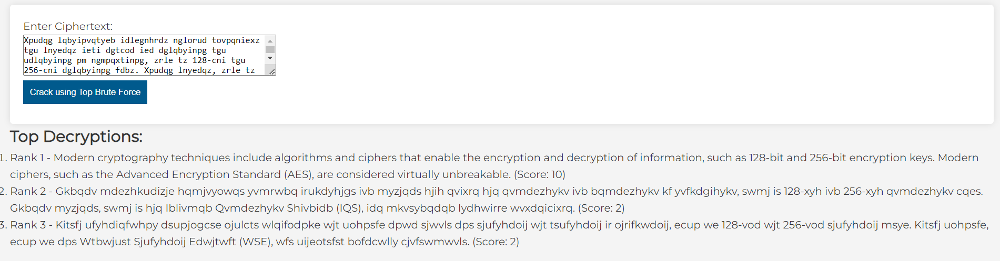 Enter Ciphertext:
Xpudqg lqbyipvqtyeb idlegnhrdz nglorud tovpqniexz
tgu lnyedqz ieti dgtcod ied dglqbyinpg tgu
udlqbyinpg pm ngmpqxtinpg, zrle tz 128-cni tgu
256-cni dglqbyinpg fdbz. Xpudqg lnyedqz, zrle tz
Crack using Top Brute Force
Top Decryptions:
1. Rank 1 - Modern cryptography techniques include algorithms and ciphers that enable the encryption and decryption of information, such as 128-bit and 256-bit encryption keys. Modern
ciphers, such as the Advanced Encryption Standard (AES), are considered virtually unbreakable. (Score: 10)
2. Rank 2 - Gkbqdv mdezhkudizje hqmjvyowqs yvmrwbq irukdyhjgs ivb myzjqds hjih qvixrq hjq qvmdezhykv ivb bqmdezhykv kf yvfkdgihykv, swmj is 128-xyh ivb 256-xyh qvmdezhykv cqes.
Gkbqdv myzjqds, swmj is hjq Iblivmqb Qvmdezhykv Shivbidb (IQS), idq mkvsybqdqb lydhwirre wvxdqicixrq. (Score: 2)
3. Rank 3 - Kitsfj ufyhdiqfwhpy dsupjogcse ojulcts wlqifodpke wjt uohpsfe dpwd sjwvls dps sjufyhdoij wjt tsufyhdoij ir ojrifkwdoij, ecup we 128-vod wjt 256-vod sjufyhdoij msye. Kitsfj uohpsfe,
ecup we dps Wtbwjust Sjufyhdoij Edwjtwft (WSE), wfs uijeotsfst bofdcwlly cjvfswmwvls. (Score: 2)